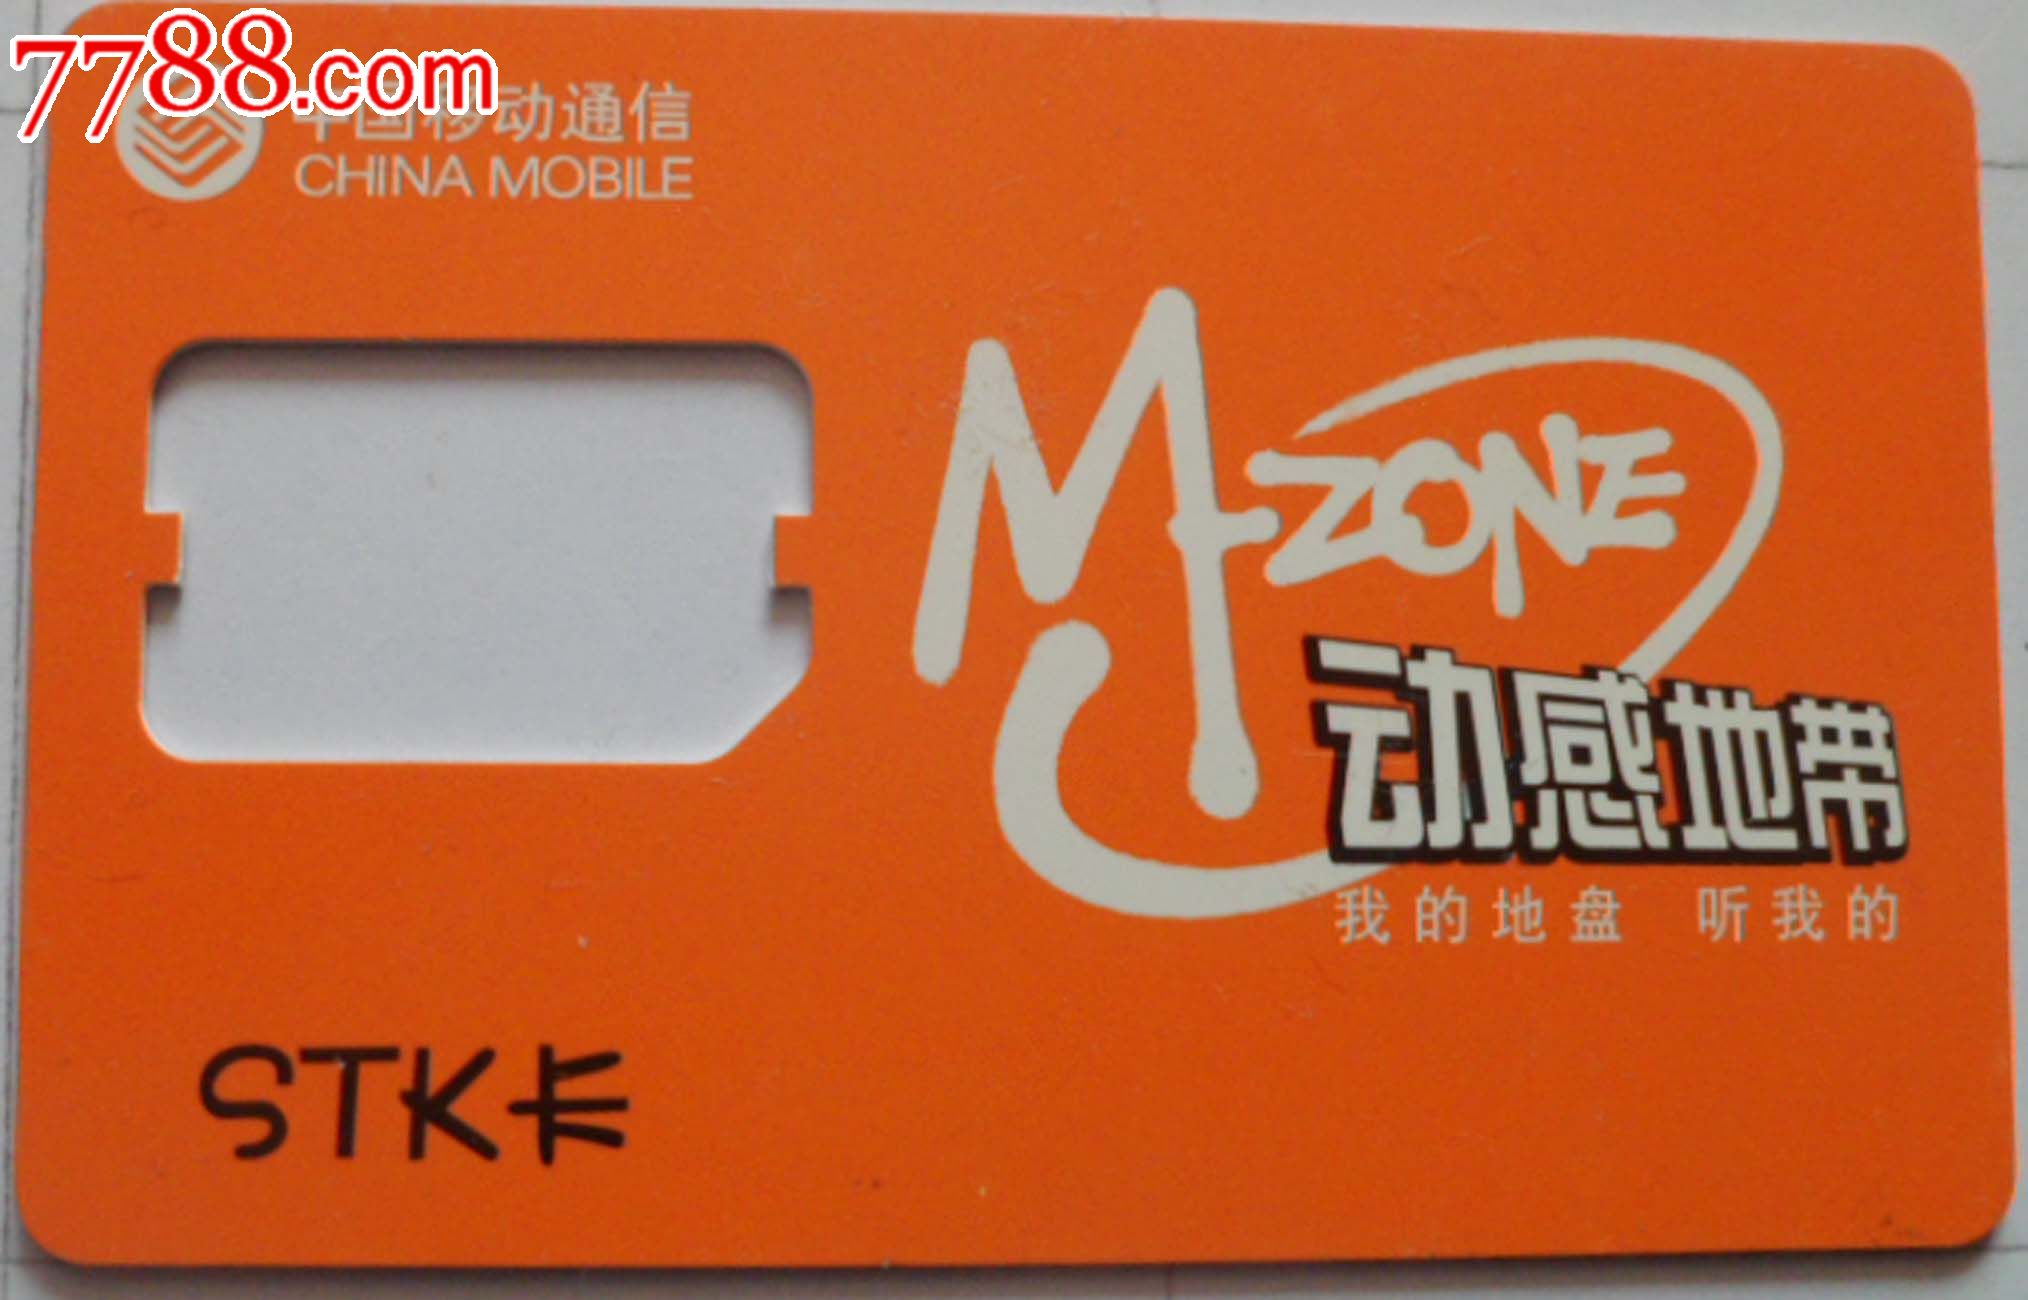 7788.com
中国移动通信
CHINA MOBILE
M-ZONE
动感地带
我的地盘 听我的
STK卡